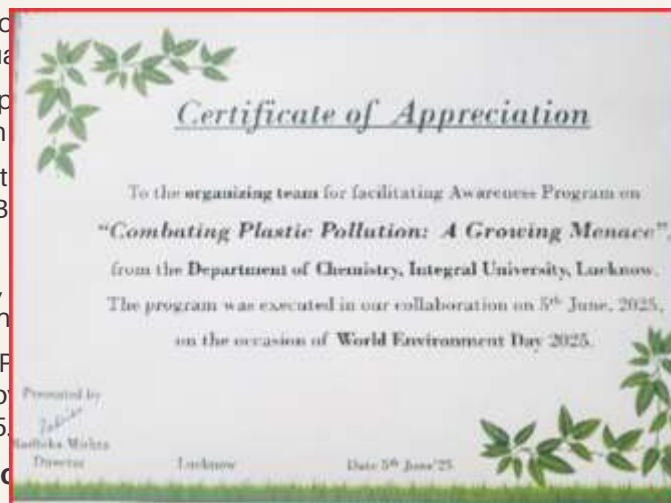 Certificate of Appreciation
To the organizing team for facilitating Awareness Program on
"Combating Plastic Pollution: A Growing Menace",
from the Department of Chemistry, Integral University, Lucknow.
The program was executed in our collaboration on 5th June, 2025,
on the occasion of World Environment Day 2025.
Presented by
Mishra
Director
Lucknow
Date 5th June'25